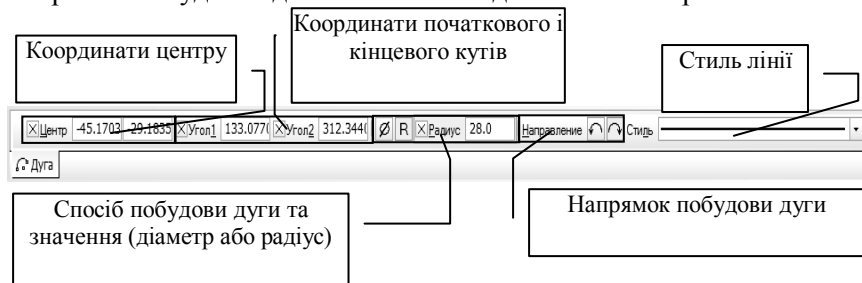 Координати початкового і
кінцевого кутів
Координати центру
Стиль лінії
Центр -45.1703 -29.1835 Угол1 133.0770 Угол2 312.3440 Ø R Радиус 28.0 Направление Стиль
Дуга
Спосіб побудови дуги та
значення (діаметр або радіус)
Напрямок побудови дуги